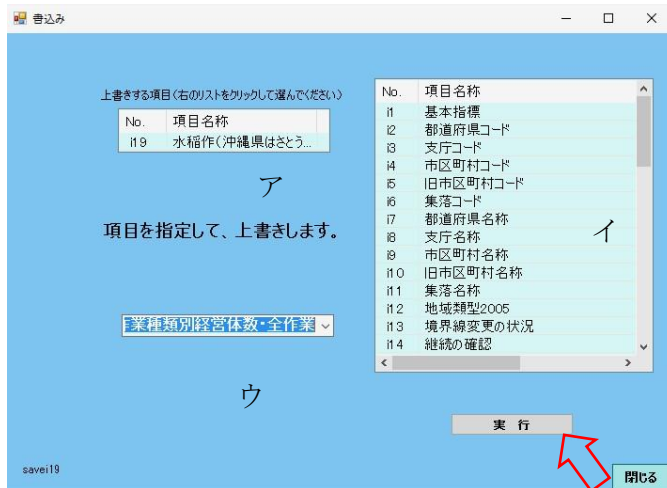 書込み
上書きする項目(右のリストをクリックして選んでください)
No. 項目名称
i19 水稲作(沖縄県はさとう...
ア
項目を指定して、上書きします。
作業種類別経営体数・全作業
ウ
savei19
No. 項目名称
i1 基本指標
i2 都道府県コード
i3 支庁コード
i4 市区町村コード
i5 旧市区町村コード
i6 集落コード
i7 都道府県名称
i8 支庁名称
i9 市区町村名称
i10 旧市区町村名称
i11 集落名称
i12 地域類型2005
i13 境界線変更の状況
i14 継続の確認
イ
実 行
閉じる